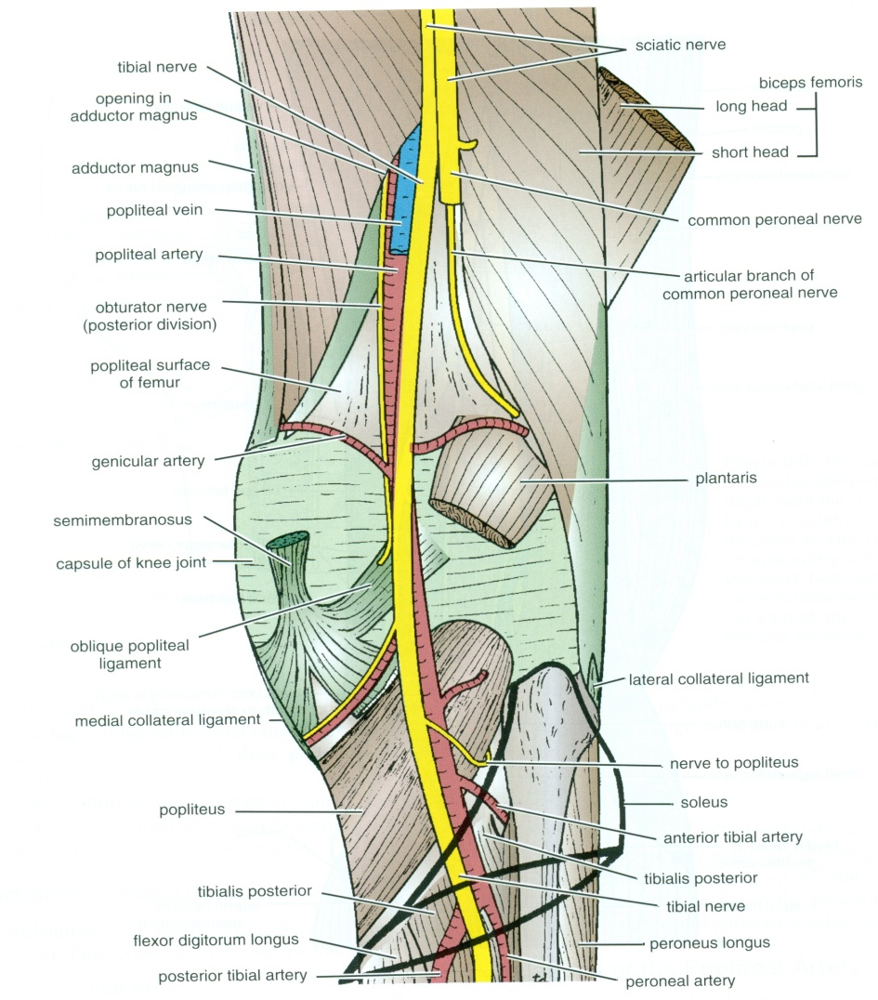 sciatic nerve
tibial nerve
biceps femoris
opening in
adductor magnus
long head
short head
adductor magnus
popliteal vein
common peroneal nerve
popliteal artery
articular branch of
common peroneal nerve
obturator nerve
(posterior division)
popliteal surface
of femur
genicular artery
plantaris
semimembranosus
capsule of knee joint
oblique popliteal
ligament
lateral collateral ligament
medial collateral ligament
nerve to popliteus
soleus
popliteus
anterior tibial artery
tibialis posterior
tibialis posterior
tibial nerve
flexor digitorum longus
peroneus longus
posterior tibial artery
peroneal artery